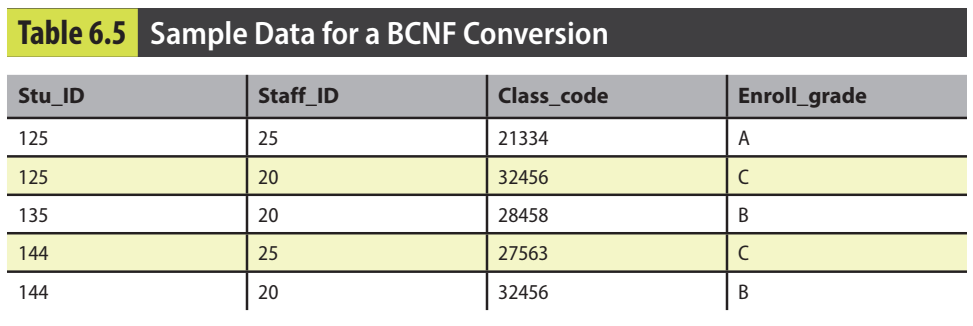 Table 6.5 Sample Data for a BCNF Conversion
Stu_ID Staff_ID Class_code Enroll_grade
125 25 21334 A
125 20 32456 C
135 20 28458 B
144 25 27563 C
144 20 32456 B